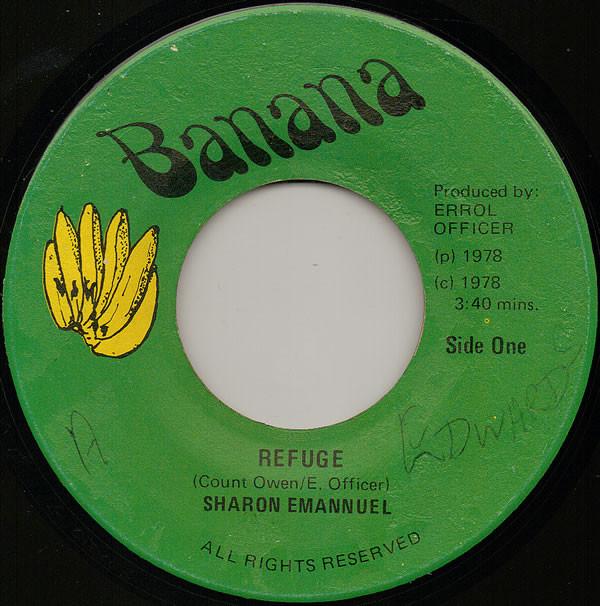 Banana
Produced by:
ERROL
OFFICER
(p) 1978
(c) 1978
3:40 mins.
Side One
A
EDWARDS
REFUGE
(Count Owen/E. Officer)
SHARON EMANNUEL
ALL RIGHTS RESERVED